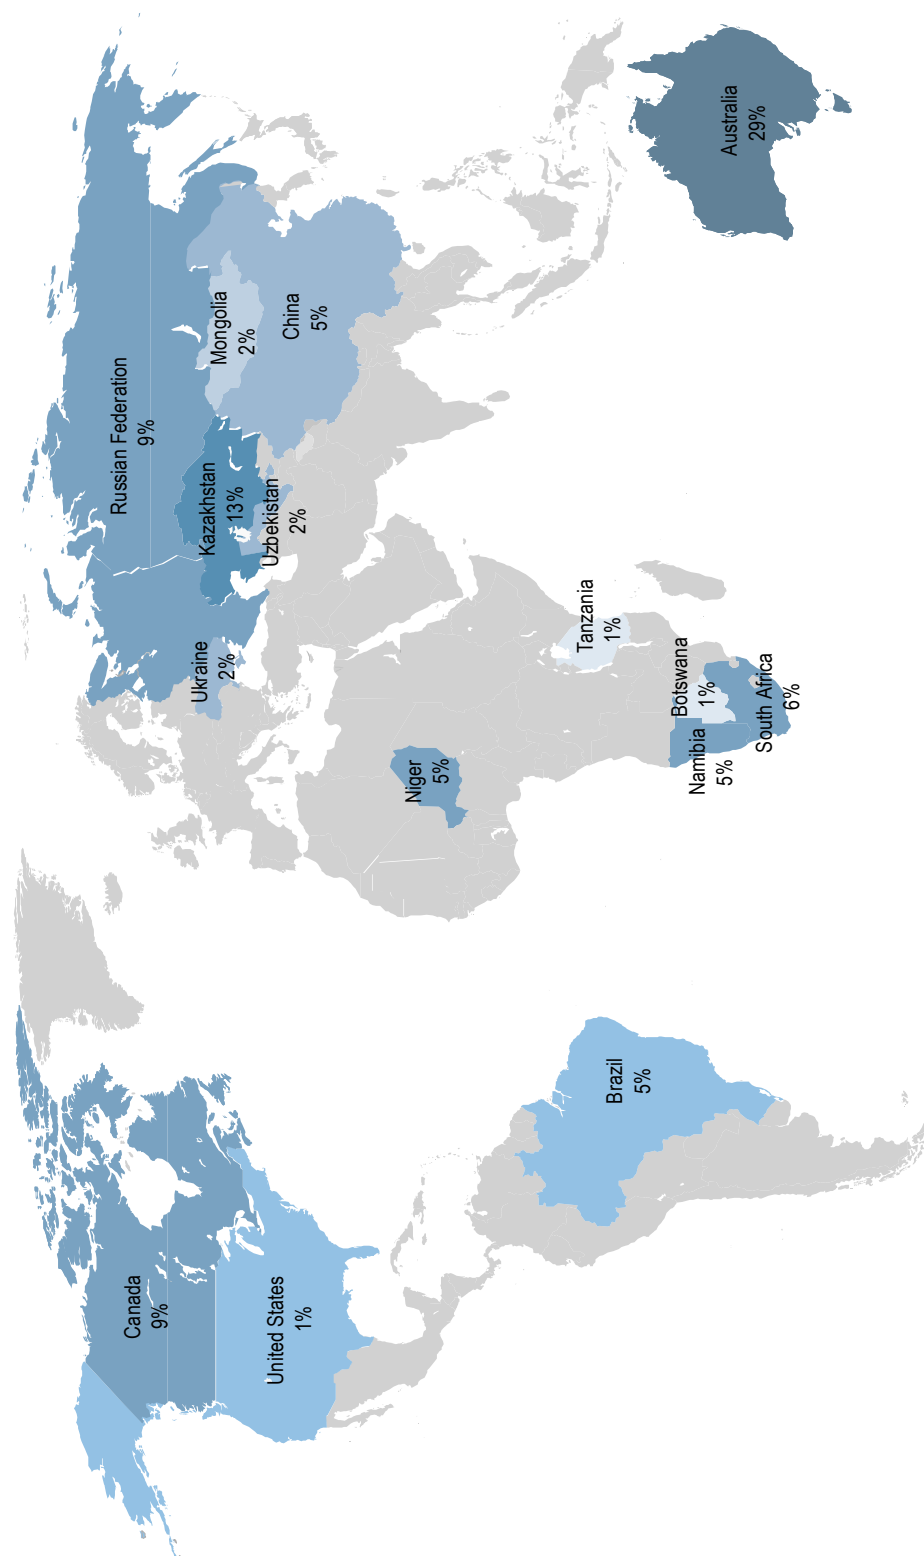 Canada
9%
United States
1%
Brazil
5%
Niger
5%
Namibia
5%
Botswana
1%
South Africa
6%
Tanzania
1%
Ukraine
2%
Russian Federation
9%
Kazakhstan
13%
Uzbekistan
2%
Mongolia
2%
China
5%
Australia
29%